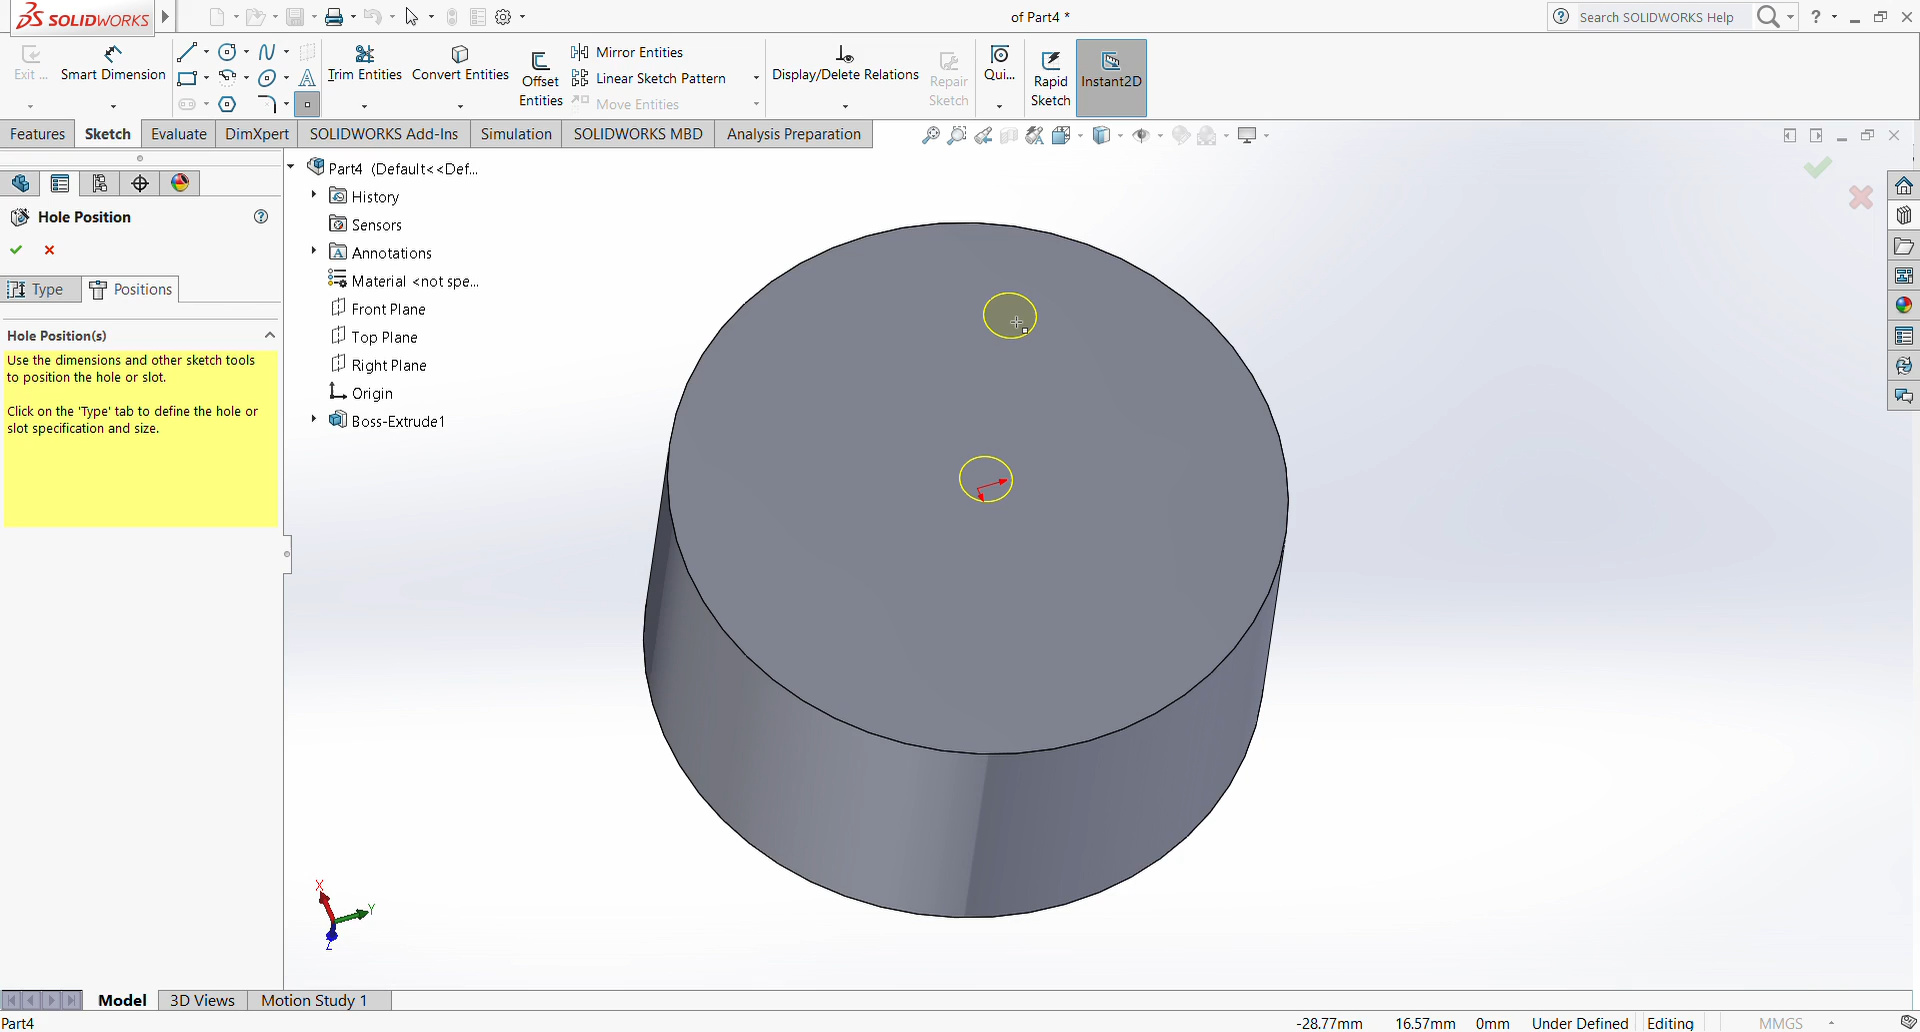 SOLIDWORKS
of Part4 *
Search SOLIDWORKS Help
?
Exit ...
Smart Dimension
Trim Entities
Convert Entities
Offset
Entities
Mirror Entities
Linear Sketch Pattern
Move Entities
Display/Delete Relations
Repair
Sketch
Qui...
Rapid
Sketch
Instant2D
Features
Sketch
Evaluate
DimXpert
SOLIDWORKS Add-Ins
Simulation
SOLIDWORKS MBD
Analysis Preparation
Hole Position
Type
Positions
Hole Position(s)
Use the dimensions and other sketch tools
to position the hole or slot.
Click on the 'Type' tab to define the hole or
slot specification and size.
Part4 (Default<<Def...
History
Sensors
Annotations
Material <not spe...
Front Plane
Top Plane
Right Plane
Origin
Boss-Extrude1
X
Y
Z
Model
3D Views
Motion Study 1
Part4
-28.77mm
16.57mm
0mm
Under Defined
Editing
MMGS